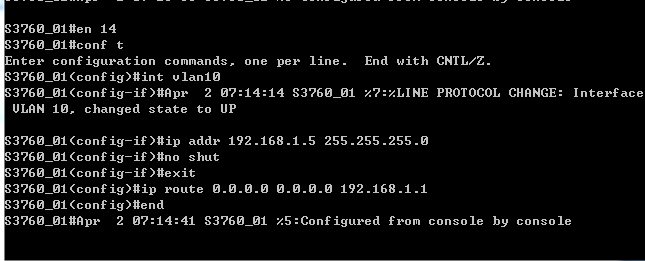 S3760_01#en 14
S3760_01#conf t
Enter configuration commands, one per line.  End with CNTL/Z.
S3760_01(config)#int vlan10
S3760_01(config-if)#Apr  2 07:14:14 S3760_01 %7:%LINE PROTOCOL CHANGE: Interface
 VLAN 10, changed state to UP
S3760_01(config-if)#ip addr 192.168.1.5 255.255.255.0
S3760_01(config-if)#no shut
S3760_01(config-if)#exit
S3760_01(config)#ip route 0.0.0.0 0.0.0.0 192.168.1.1
S3760_01(config)#end
S3760_01#Apr  2 07:14:41 S3760_01 %5:Configured from console by console